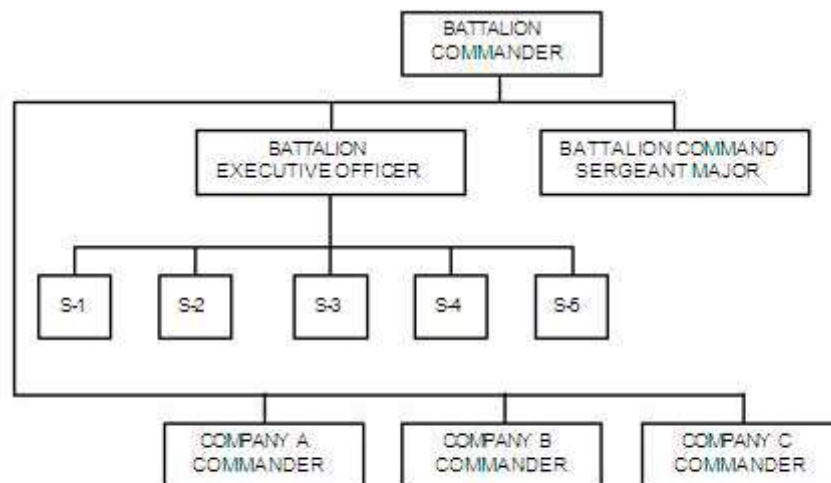 BATTALION
COMMANDER
BATTALION
EXECUTIVE OFFICER
BATTALION COMMAND
SERGEANT MAJOR
S-1
S-2
S-3
S-4
S-5
COMPANY A
COMMANDER
COMPANY B
COMMANDER
COMPANY C
COMMANDER